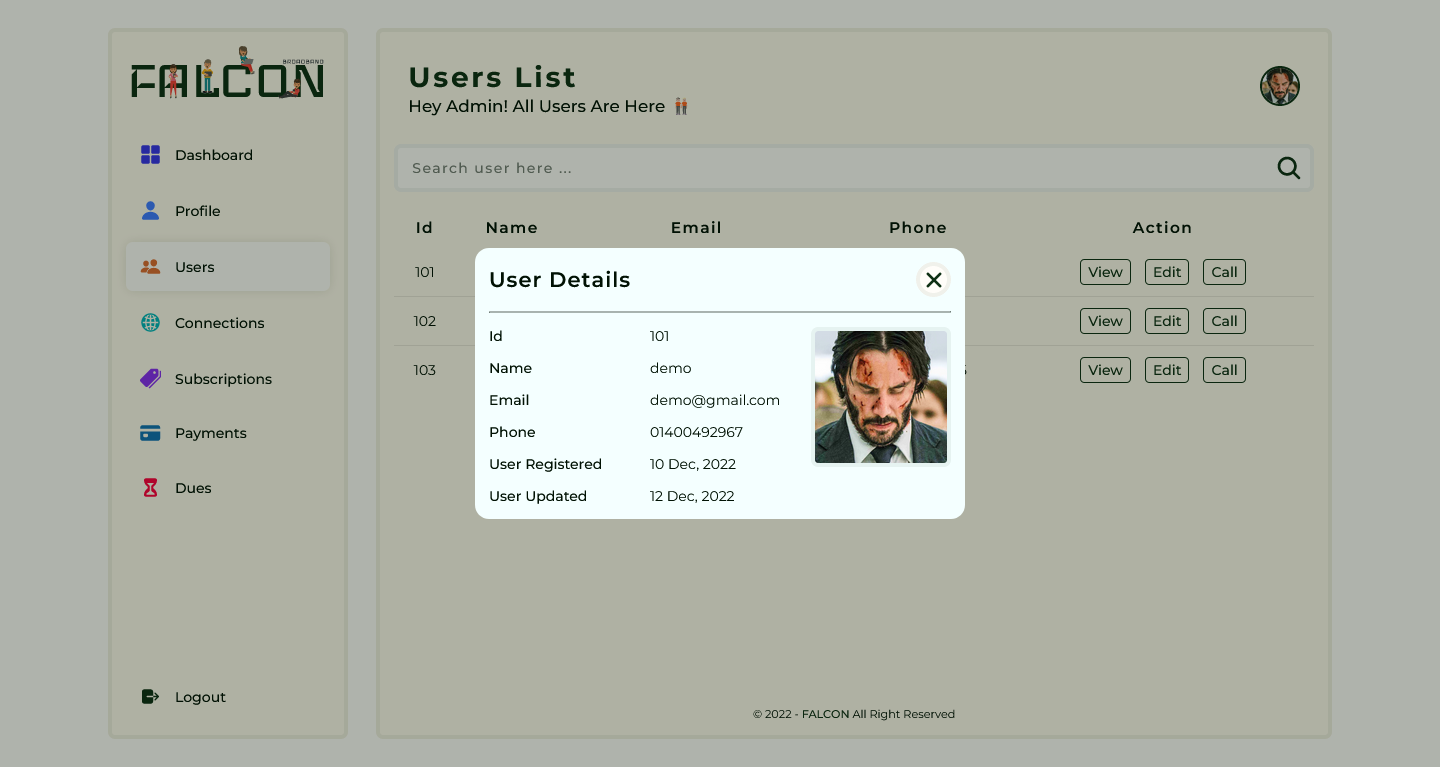 FALCON
BROADBAND
Dashboard
Profile
Users
Connections
Subscriptions
Payments
Dues
Logout
Users List
Hey Admin! All Users Are Here
Search user here ...
Id Name Email Phone Action
101 View Edit Call
102 View Edit Call
103 View Edit Call
User Details
Id 101
Name demo
Email demo@gmail.com
Phone 01400492967
User Registered 10 Dec, 2022
User Updated 12 Dec, 2022
© 2022 - FALCON All Right Reserved